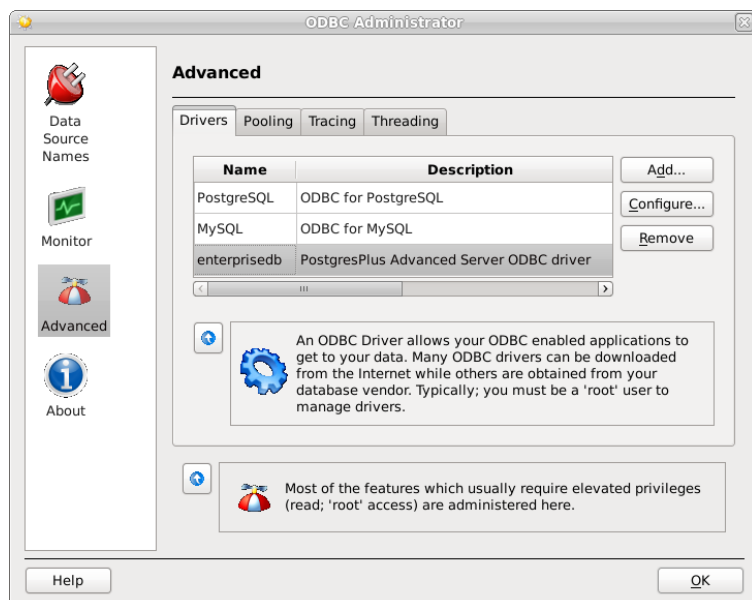 ODBC Administrator
Data
Source
Names
Monitor
Advanced
About
Advanced
Drivers Pooling Tracing Threading
Name Description
PostgreSQL ODBC for PostgreSQL
MySQL ODBC for MySQL
enterprisedb PostgresPlus Advanced Server ODBC driver
Add...
Configure...
Remove
An ODBC Driver allows your ODBC enabled applications to
get to your data. Many ODBC drivers can be downloaded
from the Internet while others are obtained from your
database vendor. Typically; you must be a 'root' user to
manage drivers.
Most of the features which usually require elevated privileges
(read; 'root' access) are administered here.
Help
OK